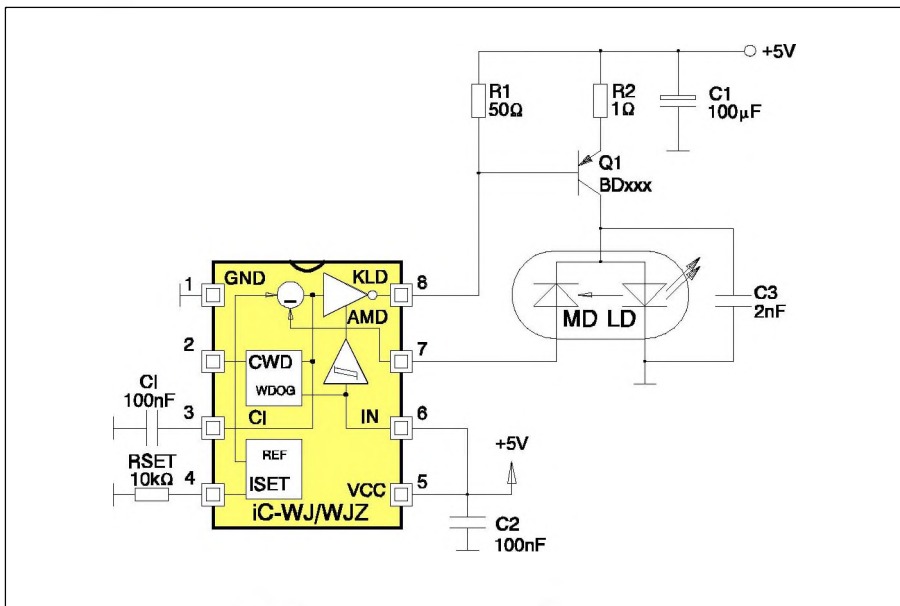 +5V
R1
50Ω
R2
1Ω
C1
100μF
Q1
BDxxx
1
GND
KLD
8
AMD
MD LD
C3
2nF
2
CWD
WDOG
7
CI
100nF
3
CI
IN
6
+5V
RSET
10kΩ
4
REF
ISET
VCC
5
iC-WJ/WJZ
C2
100nF